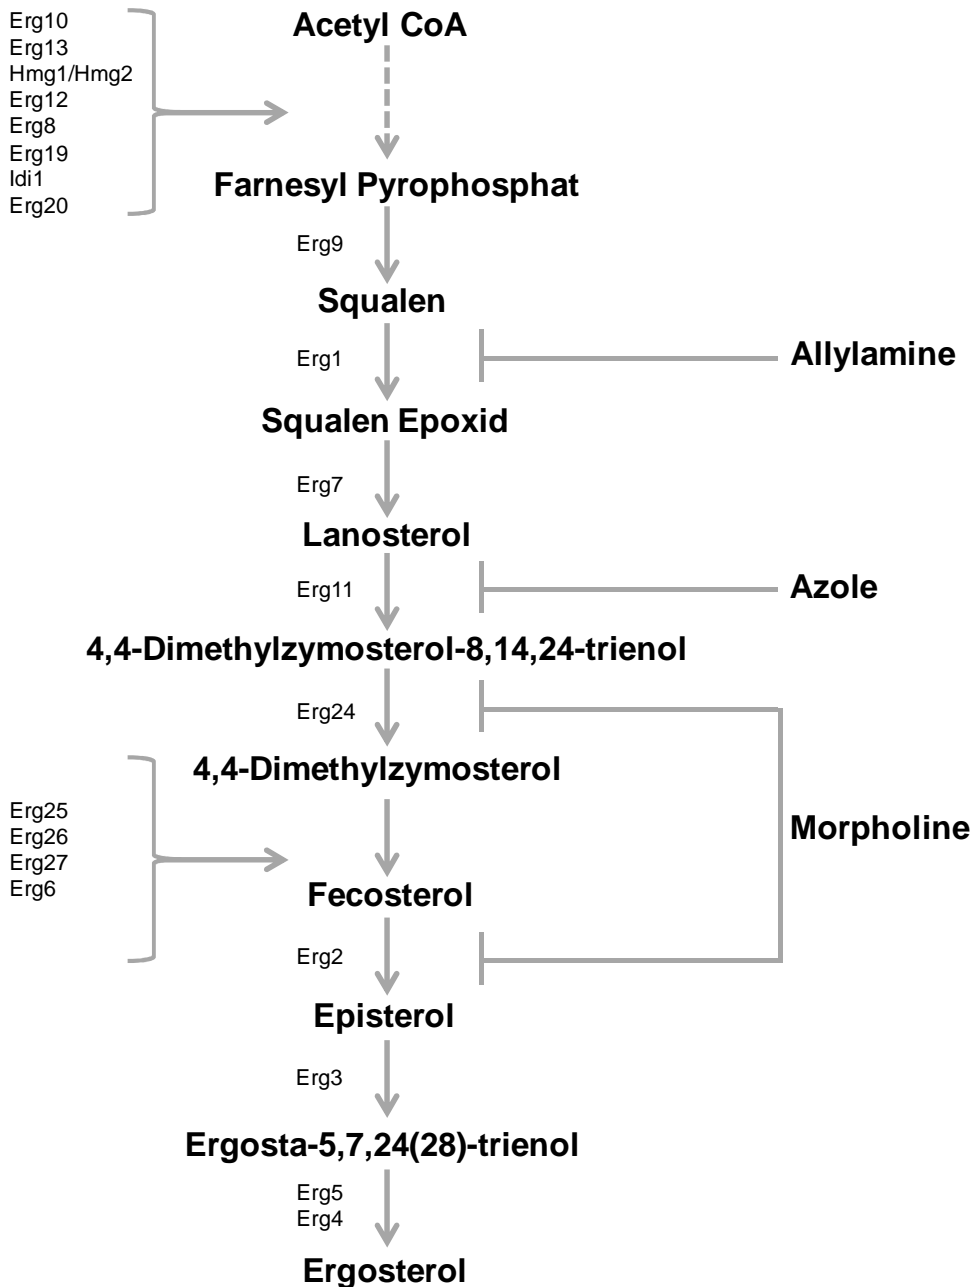 Erg10
Erg13
Hmg1/Hmg2
Erg12
Erg8
Erg19
Idi1
Erg20
Acetyl CoA
Farnesyl Pyrophosphat
Erg9
Squalen
Erg1
Allylamine
Squalen Epoxid
Erg7
Lanosterol
Erg11
Azole
4,4-Dimethylzymosterol-8,14,24-trienol
Erg24
4,4-Dimethylzymosterol
Erg25
Erg26
Erg27
Erg6
Morpholine
Fecosterol
Erg2
Episterol
Erg3
Ergosta-5,7,24(28)-trienol
Erg5
Erg4
Ergosterol